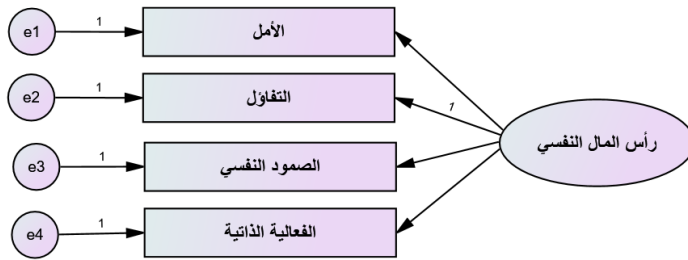 e1
1
الأمل
e2
1
التفاؤل
1
رأس المال النفسي
e3
1
الصمود النفسي
e4
1
الفعالية الذاتية